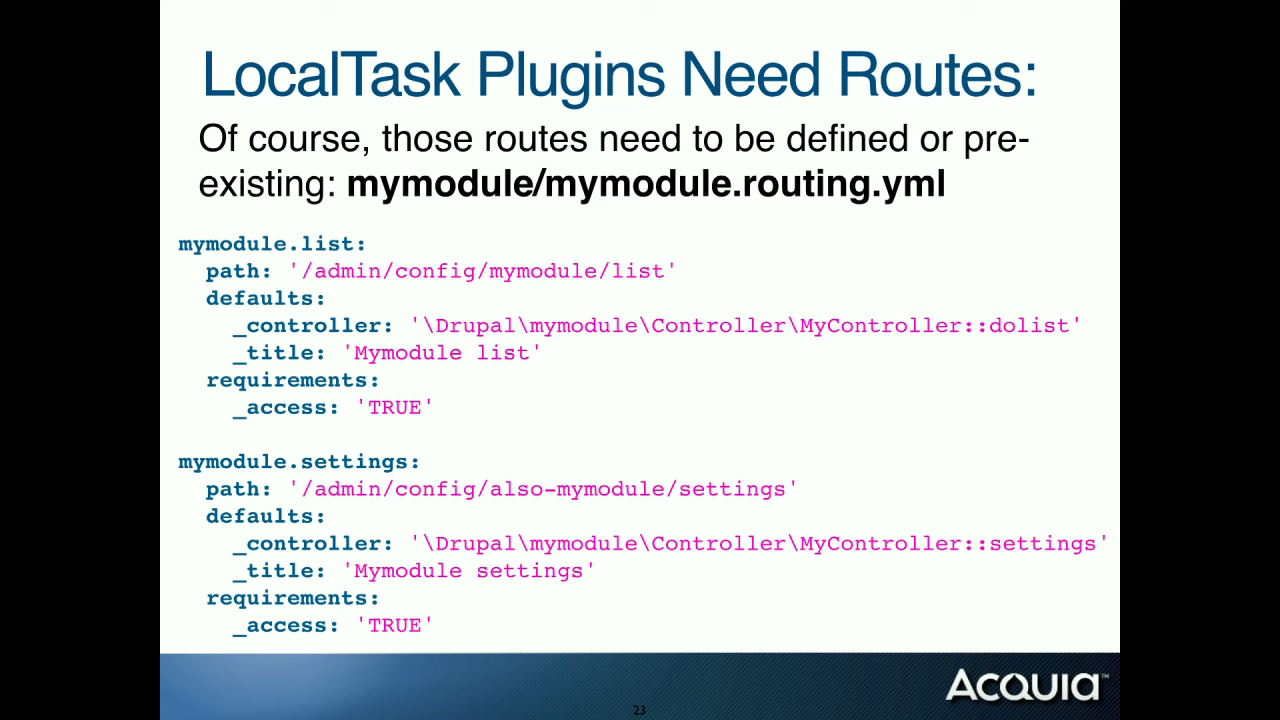 LocalTask Plugins Need Routes:
Of course, those routes need to be defined or pre-
existing: mymodule/mymodule.routing.yml
mymodule.list:
  path: '/admin/config/mymodule/list'
  defaults:
    _controller: '\Drupal\mymodule\Controller\MyController::dolist'
    _title: 'Mymodule list'
  requirements:
    _access: 'TRUE'
mymodule.settings:
  path: '/admin/config/also-mymodule/settings'
  defaults:
    _controller: '\Drupal\mymodule\Controller\MyController::settings'
    _title: 'Mymodule settings'
  requirements:
    _access: 'TRUE'
ACQUIA™
23